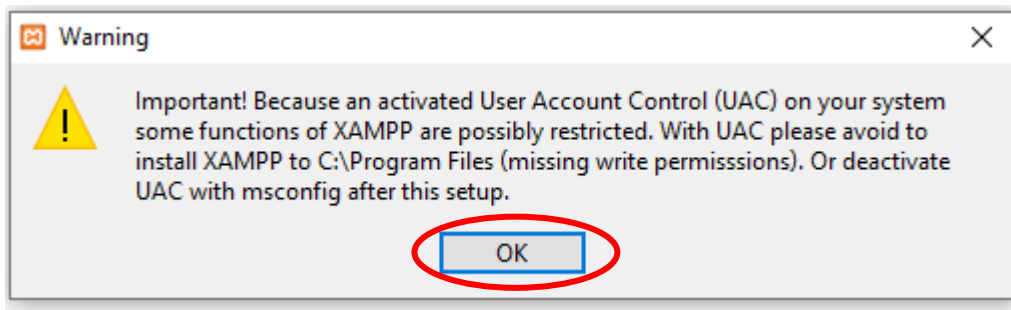 Warning
Important! Because an activated User Account Control (UAC) on your system
some functions of XAMPP are possibly restricted. With UAC please avoid to
install XAMPP to C:\Program Files (missing write permisssions). Or deactivate
UAC with msconfig after this setup.
OK